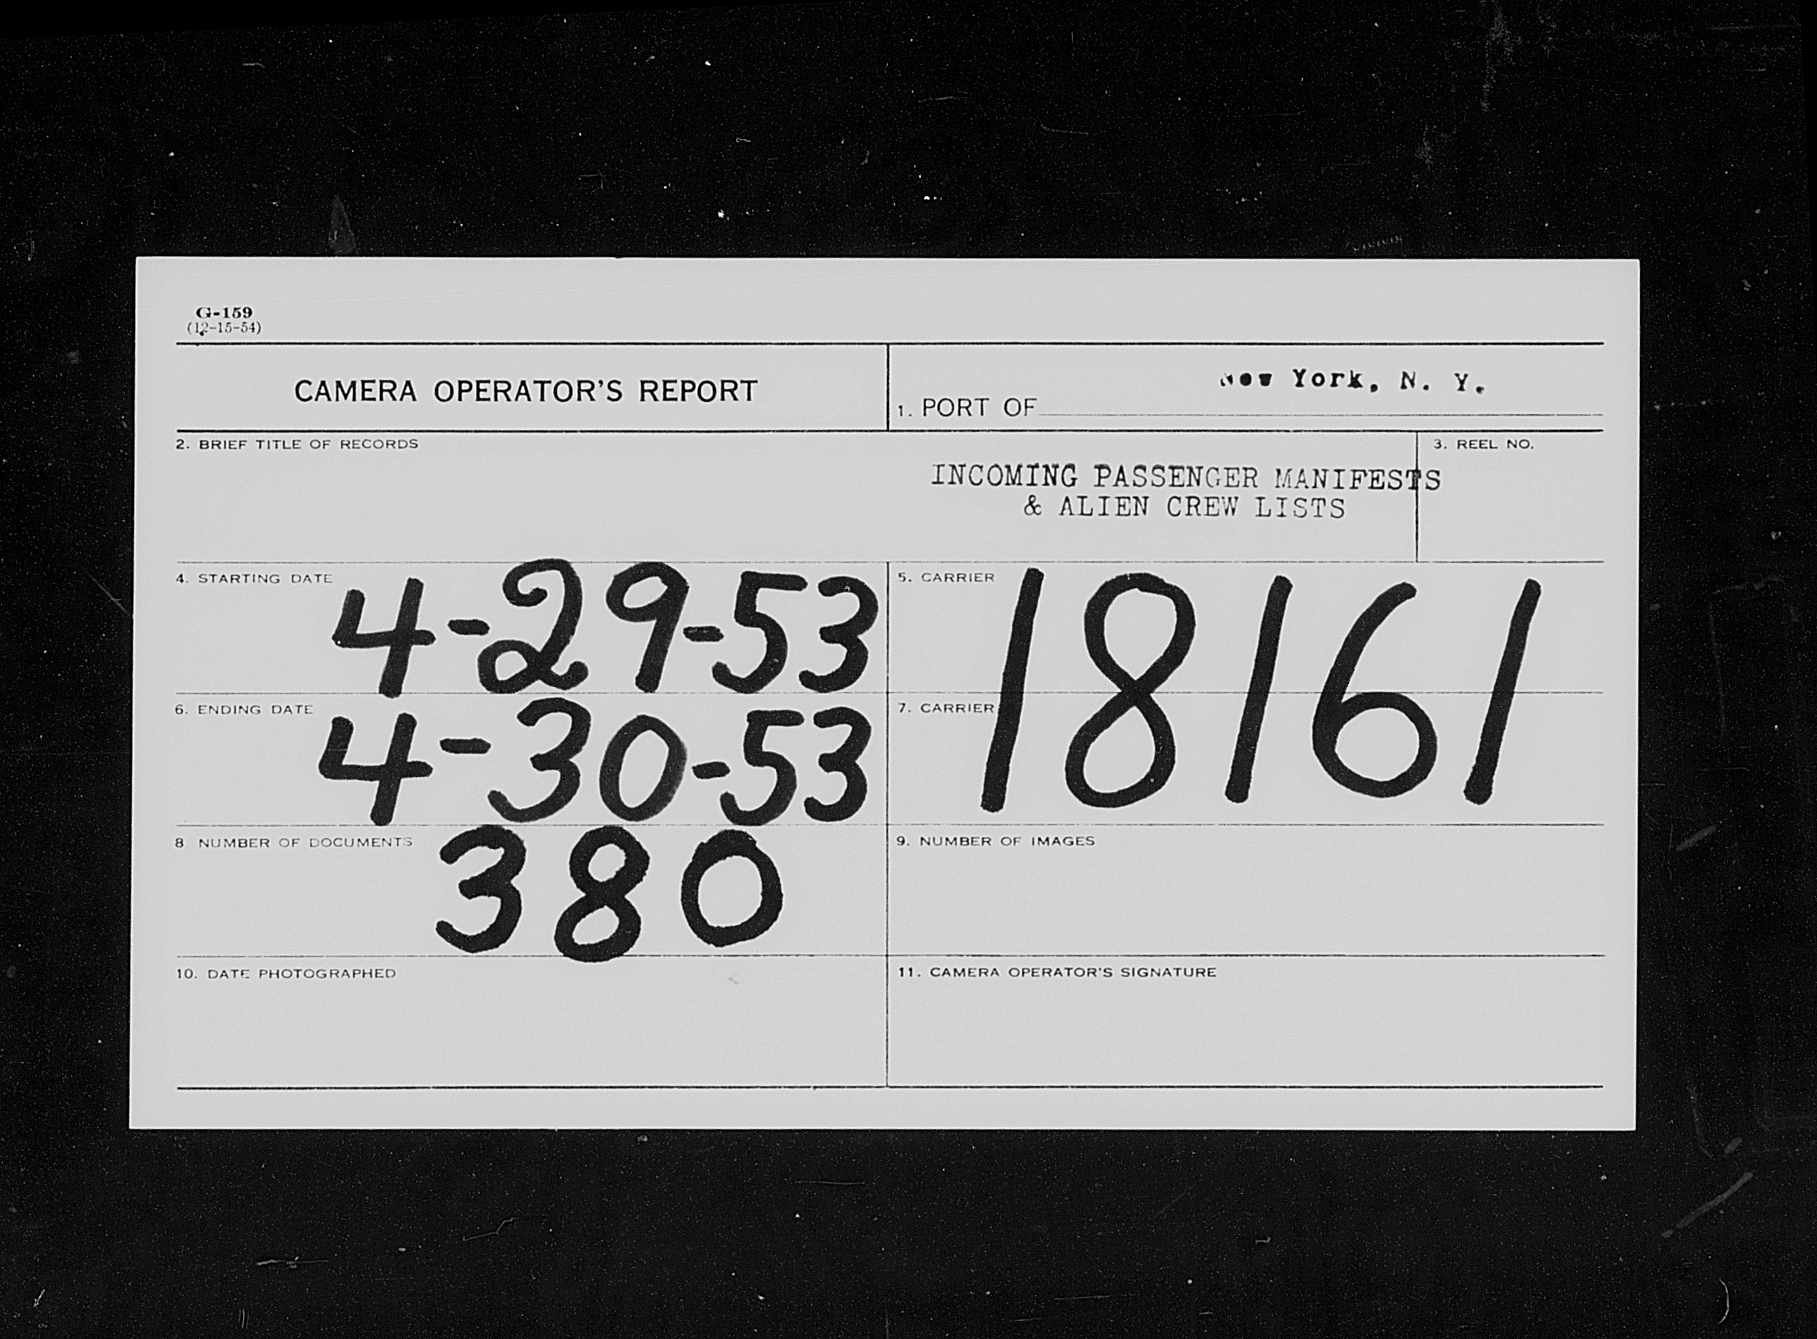 G-159
(12-15-54)
CAMERA OPERATOR'S REPORT
1. PORT OF New York, N. Y.
2. BRIEF TITLE OF RECORDS
INCOMING PASSENGER MANIFESTS
& ALIEN CREW LISTS
3. REEL NO.
4. STARTING DATE 4-29-53
5. CARRIER 18161
6. ENDING DATE 4-30-53
7. CARRIER
8 NUMBER OF DOCUMENTS 380
9. NUMBER OF IMAGES
10. DATE PHOTOGRAPHED
11. CAMERA OPERATOR'S SIGNATURE